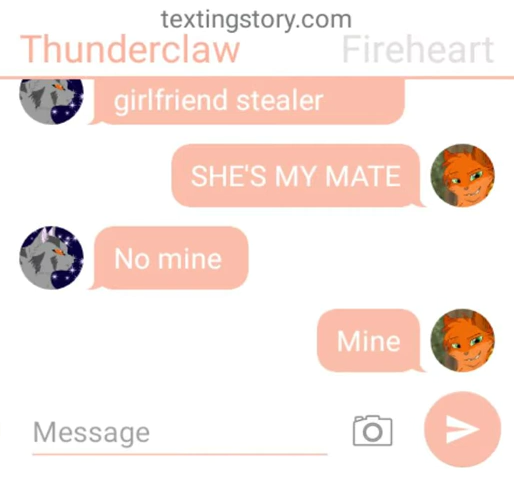 textingstory.com
Thunderclaw Fireheart
girlfriend stealer
SHE'S MY MATE
No mine
Mine
Message